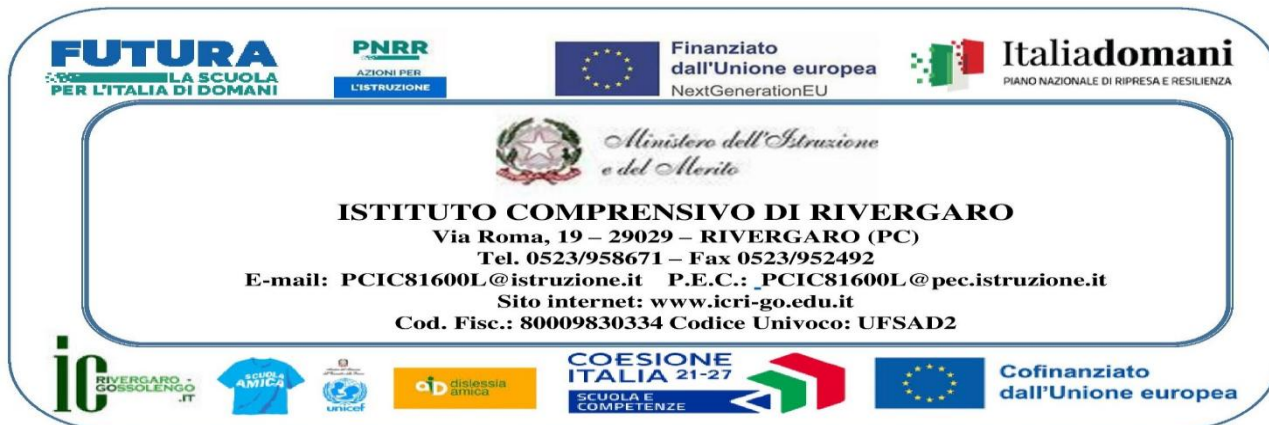 FUTURA
LA SCUOLA
PER L'ITALIA DI DOMANI
PNRR
AZIONI PER
L'ISTRUZIONE
Finanziato
dall'Unione europea
NextGenerationEU
Italiadomani
PIANO NAZIONALE DI RIPRESA E RESILIENZA
Ministero dell'Istruzione
e del Merito
ISTITUTO COMPRENSIVO DI RIVERGARO
Via Roma, 19 – 29029 – RIVERGARO (PC)
Tel. 0523/958671 – Fax 0523/952492
E-mail: PCIC81600L@istruzione.it P.E.C.: PCIC81600L@pec.istruzione.it
Sito internet: www.icri-go.edu.it
Cod. Fisc.: 80009830334 Codice Univoco: UFSAD2
ic
RIVERGARO -
GOSSOLENGO
.IT
SCUOLA
AMICA
unicef
aiD dislessia
amica
COESIONE
ITALIA 21-27
SCUOLA E
COMPETENZE
Cofinanziato
dall'Unione europea